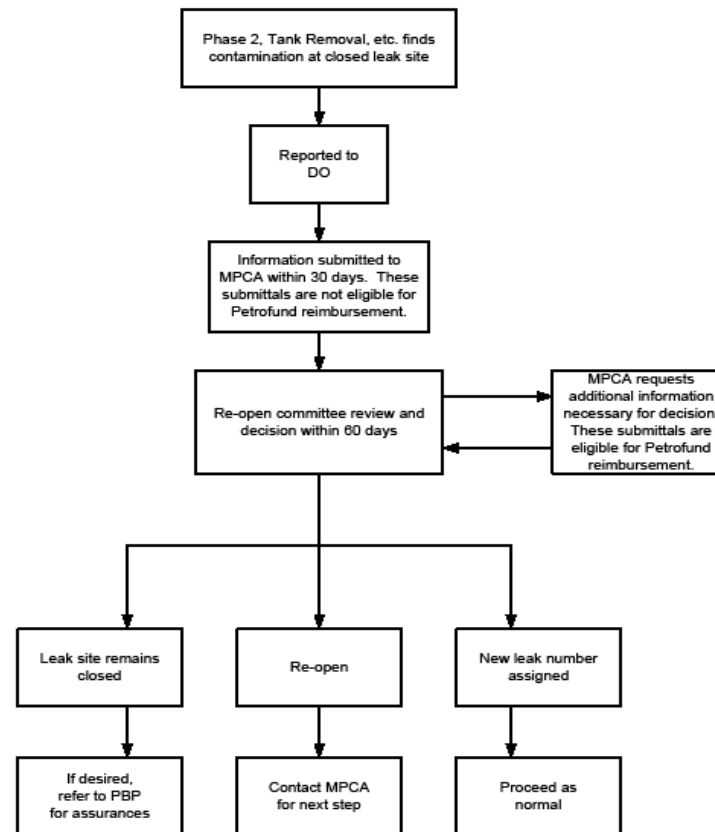 Phase 2, Tank Removal, etc. finds
contamination at closed leak site
Reported to
DO
Information submitted to
MPCA within 30 days. These
submittals are not eligible for
Petrofund reimbursement.
Re-open committee review and
decision within 60 days
MPCA requests
additional information
necessary for decision
These submittals are
eligible for Petrofund
reimbursement.
Leak site remains
closed
Re-open
New leak number
assigned
If desired,
refer to PBP
for assurances
Contact MPCA
for next step
Proceed as
normal